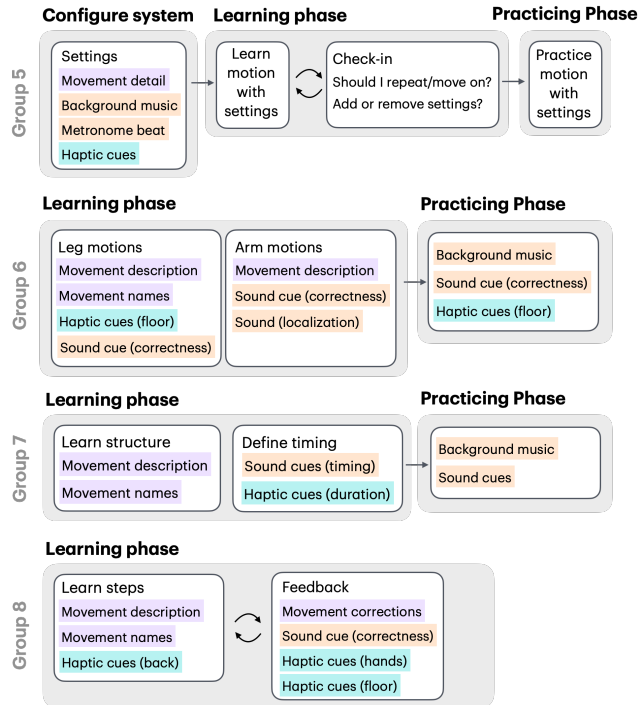 Configure system
Learning phase
Practicing Phase
Group 5
Settings
Movement detail
Background music
Metronome beat
Haptic cues
Learn
motion
with
settings
Check-in
Should I repeat/move on?
Add or remove settings?
Practice
motion
with
settings
Learning phase
Practicing Phase
Group 6
Leg motions
Movement description
Movement names
Haptic cues (floor)
Sound cue (correctness)
Arm motions
Movement description
Sound cue (correctness)
Sound (localization)
Background music
Sound cue (correctness)
Haptic cues (floor)
Learning phase
Practicing Phase
Group 7
Learn structure
Movement description
Movement names
Define timing
Sound cues (timing)
Haptic cues (duration)
Background music
Sound cues
Learning phase
Group 8
Learn steps
Movement description
Movement names
Haptic cues (back)
Feedback
Movement corrections
Sound cue (correctness)
Haptic cues (hands)
Haptic cues (floor)